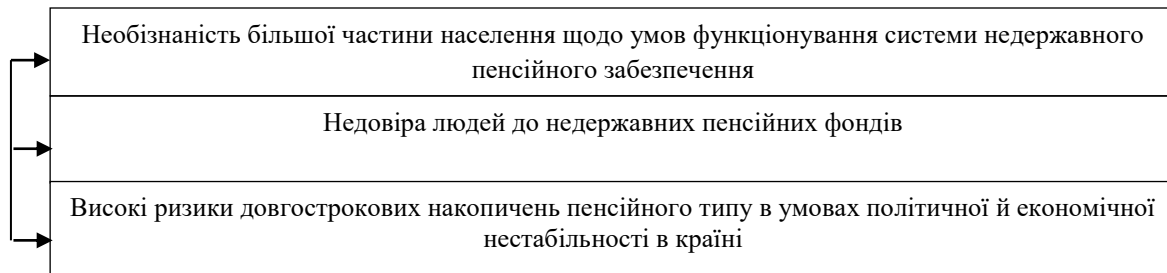 Необізнаність більшої частини населення щодо умов функціонування системи недержавного
пенсійного забезпечення
Недовіра людей до недержавних пенсійних фондів
Високі ризики довгострокових накопичень пенсійного типу в умовах політичної й економічної
нестабільності в країні